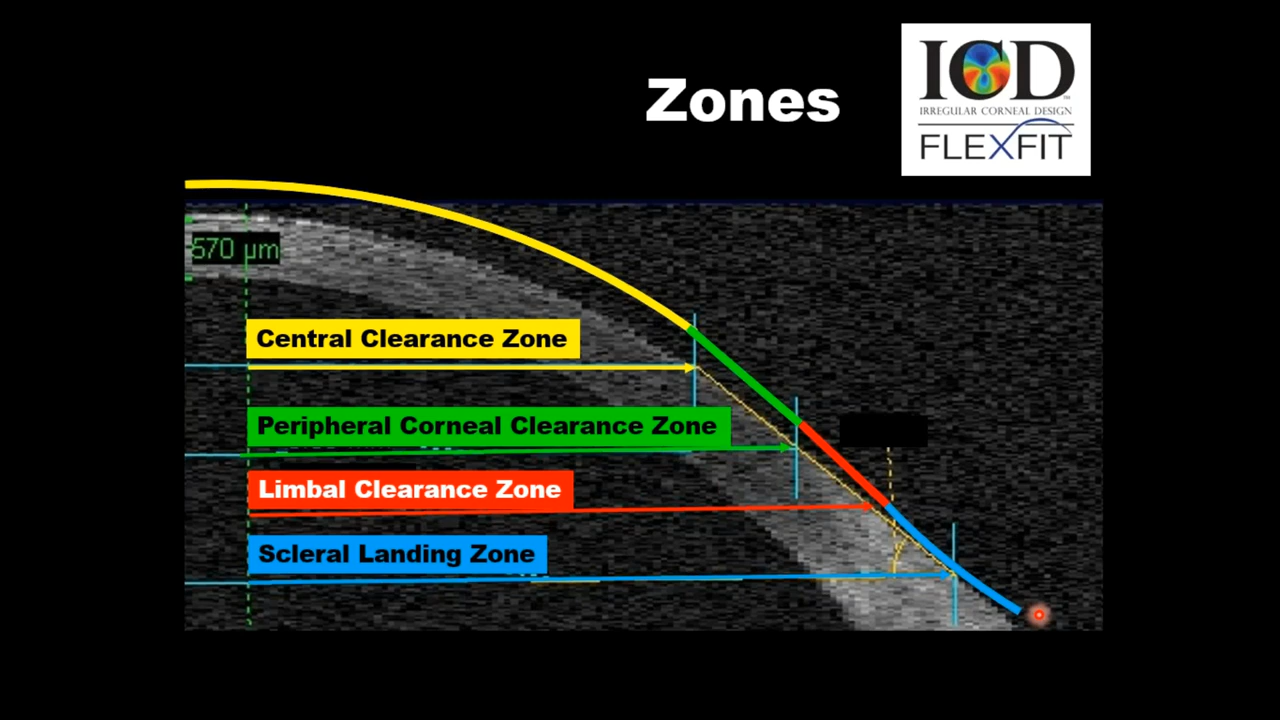 Zones
ICD
IRREGULAR CORNEAL DESIGN
FLEXFIT
570 µm
Central Clearance Zone
Peripheral Corneal Clearance Zone
Limbal Clearance Zone
Scleral Landing Zone